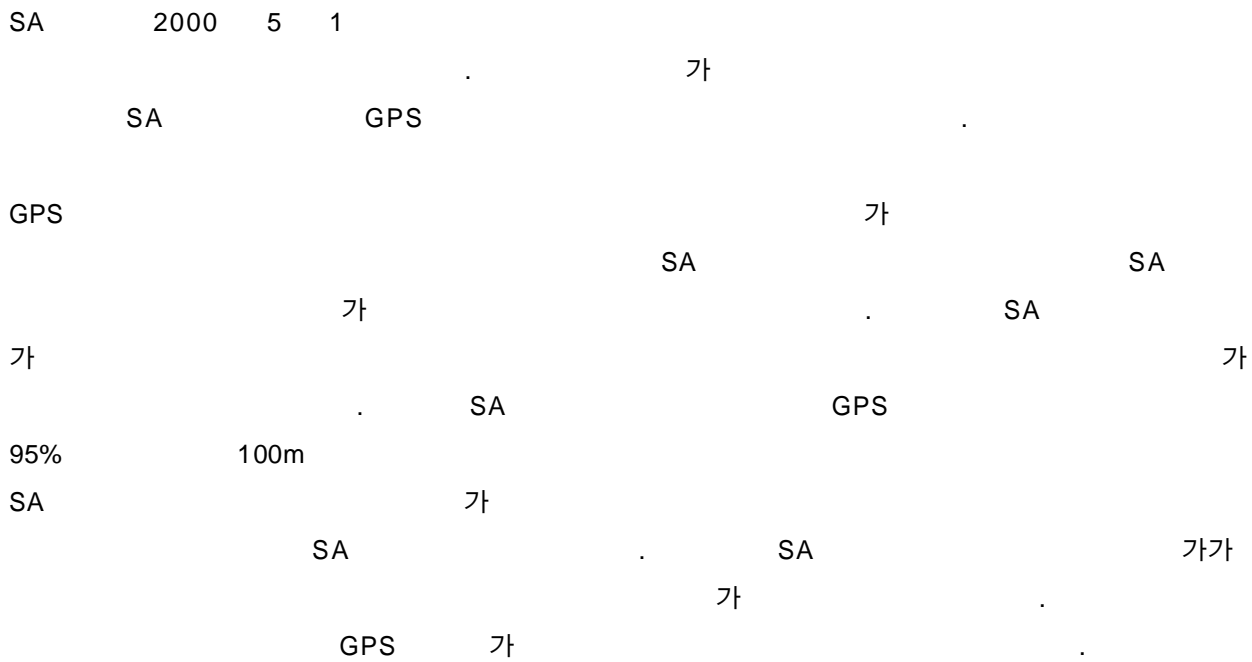 SA 2000 5 1
. 가
SA GPS .
GPS 가
SA SA
가 . SA
가 가
. SA GPS
95% 100m
SA 가
SA . SA 가가
가 .
GPS 가 .